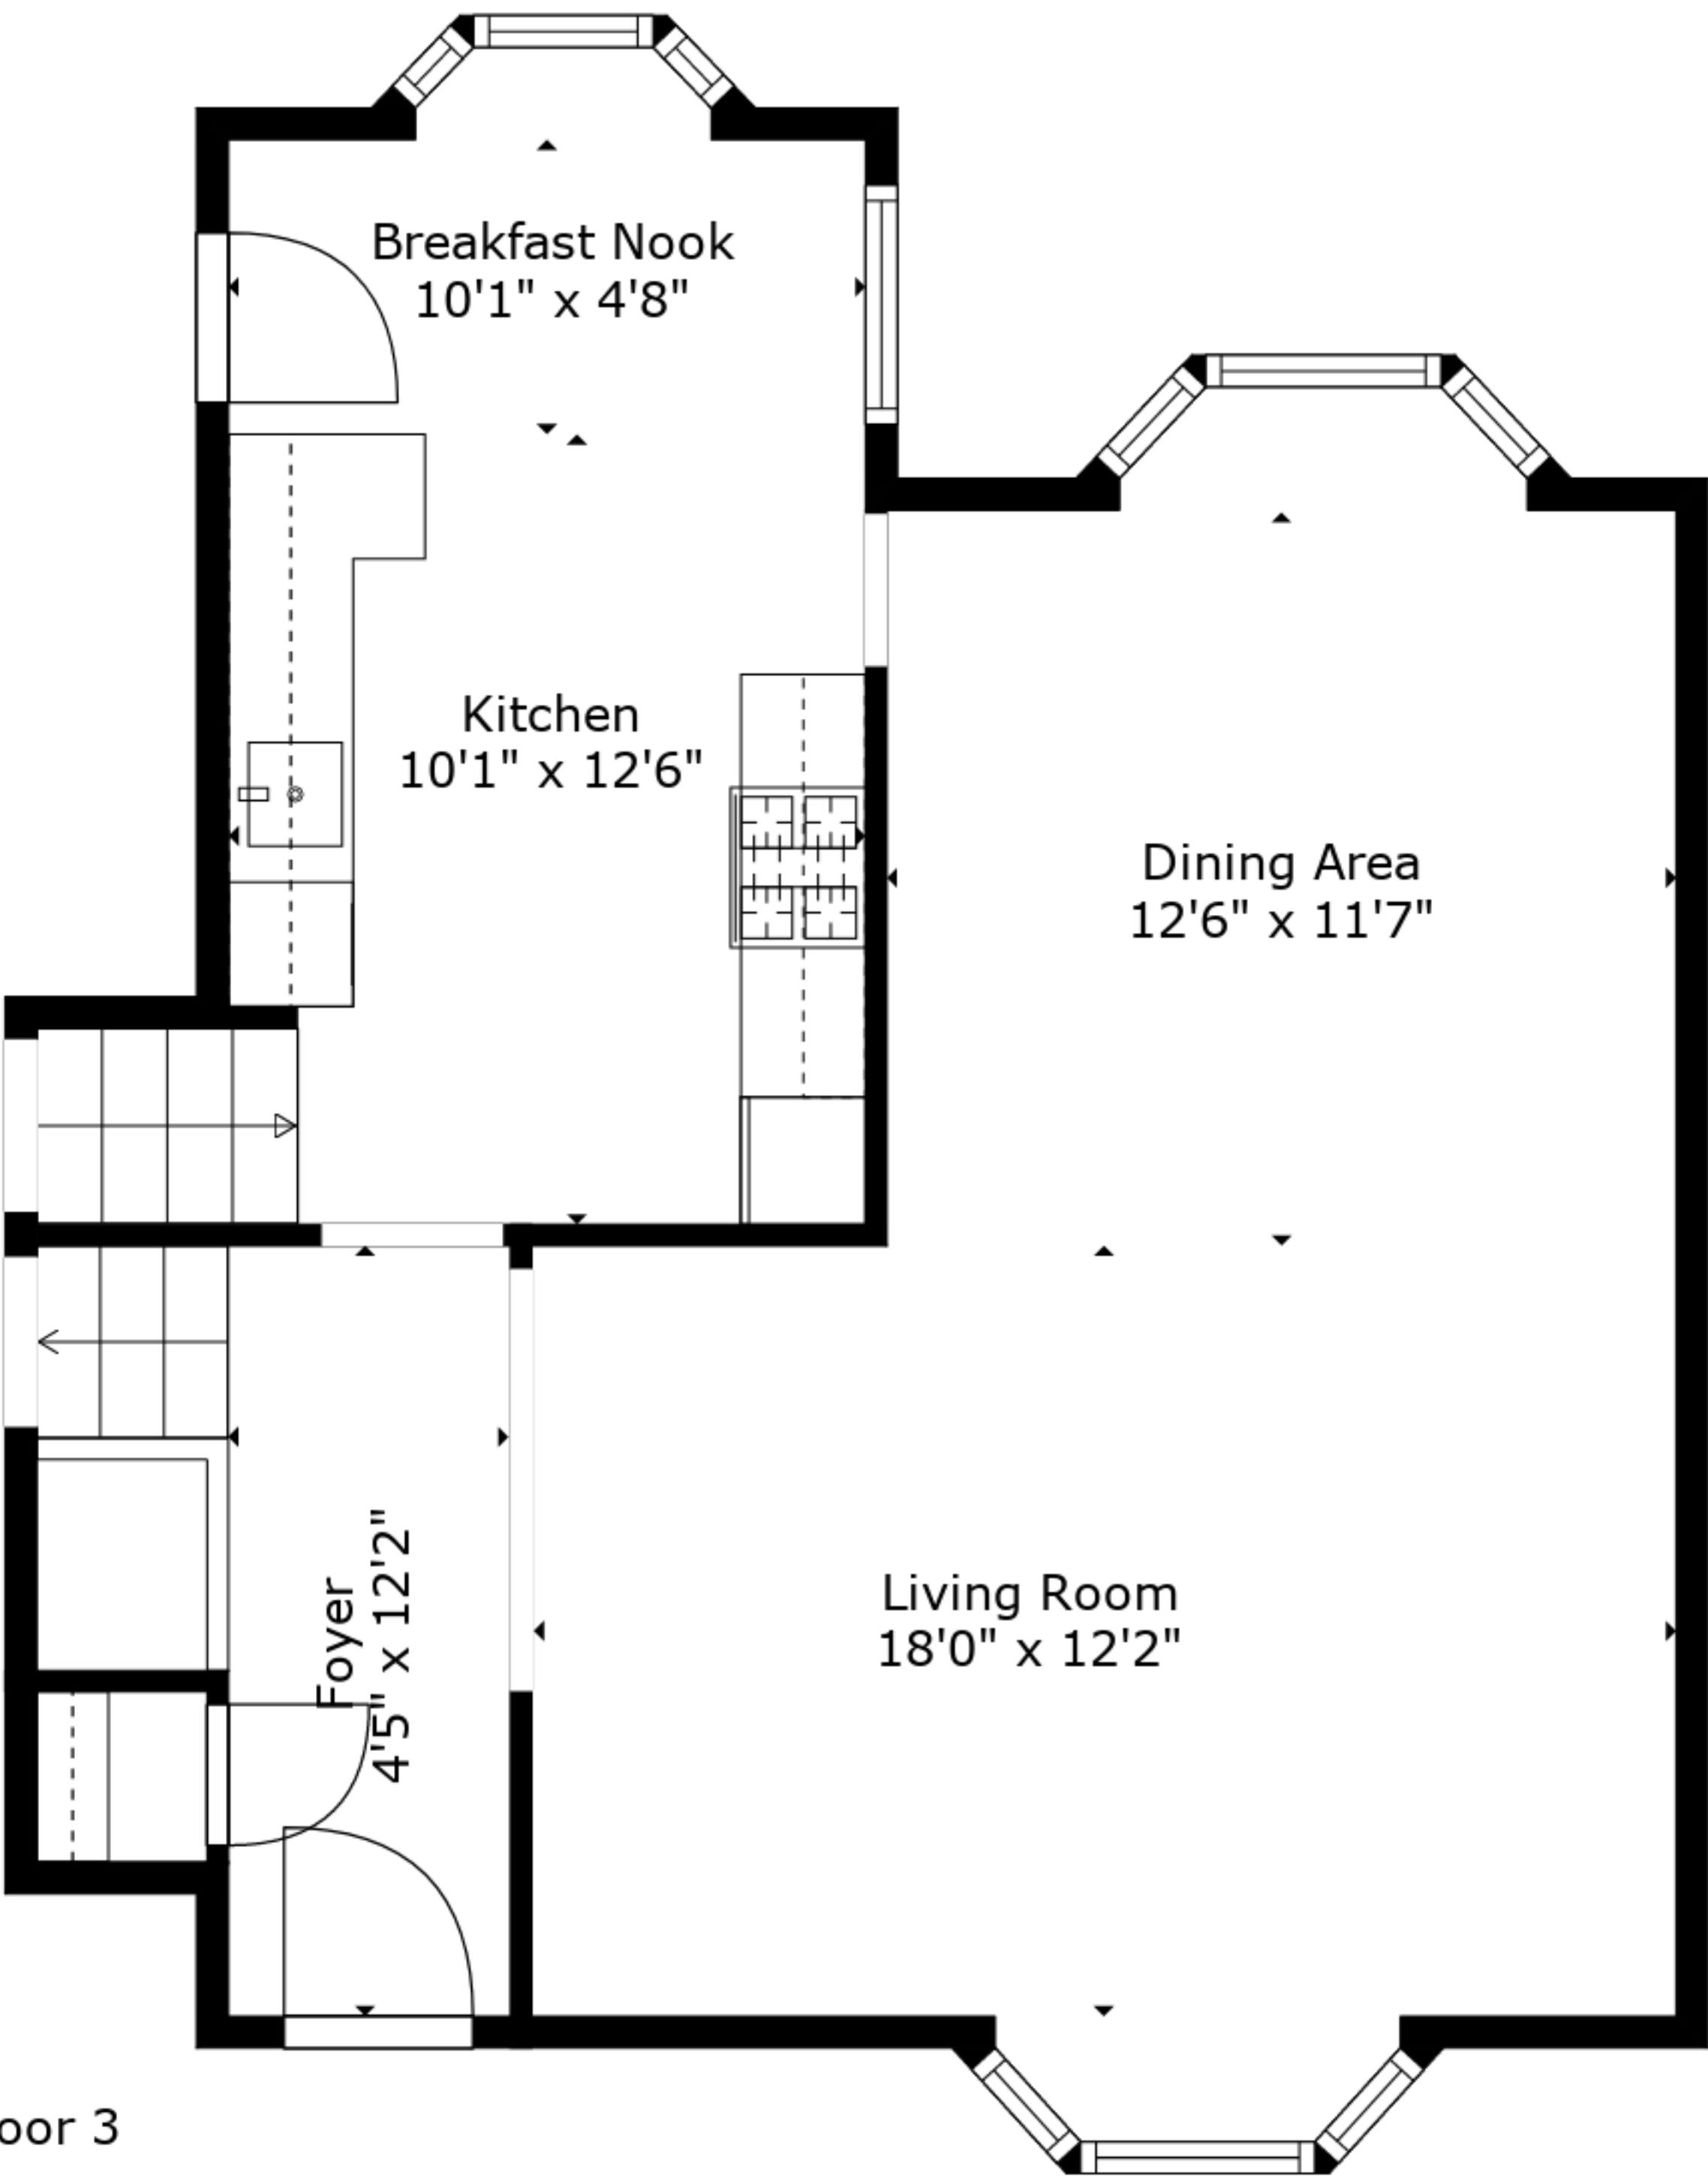 Breakfast Nook
10'1" x 4'8"
Kitchen
10'1" x 12'6"
Dining Area
12'6" x 11'7"
Foyer
4'5" x 12'2"
Living Room
18'0" x 12'2"
oor 3